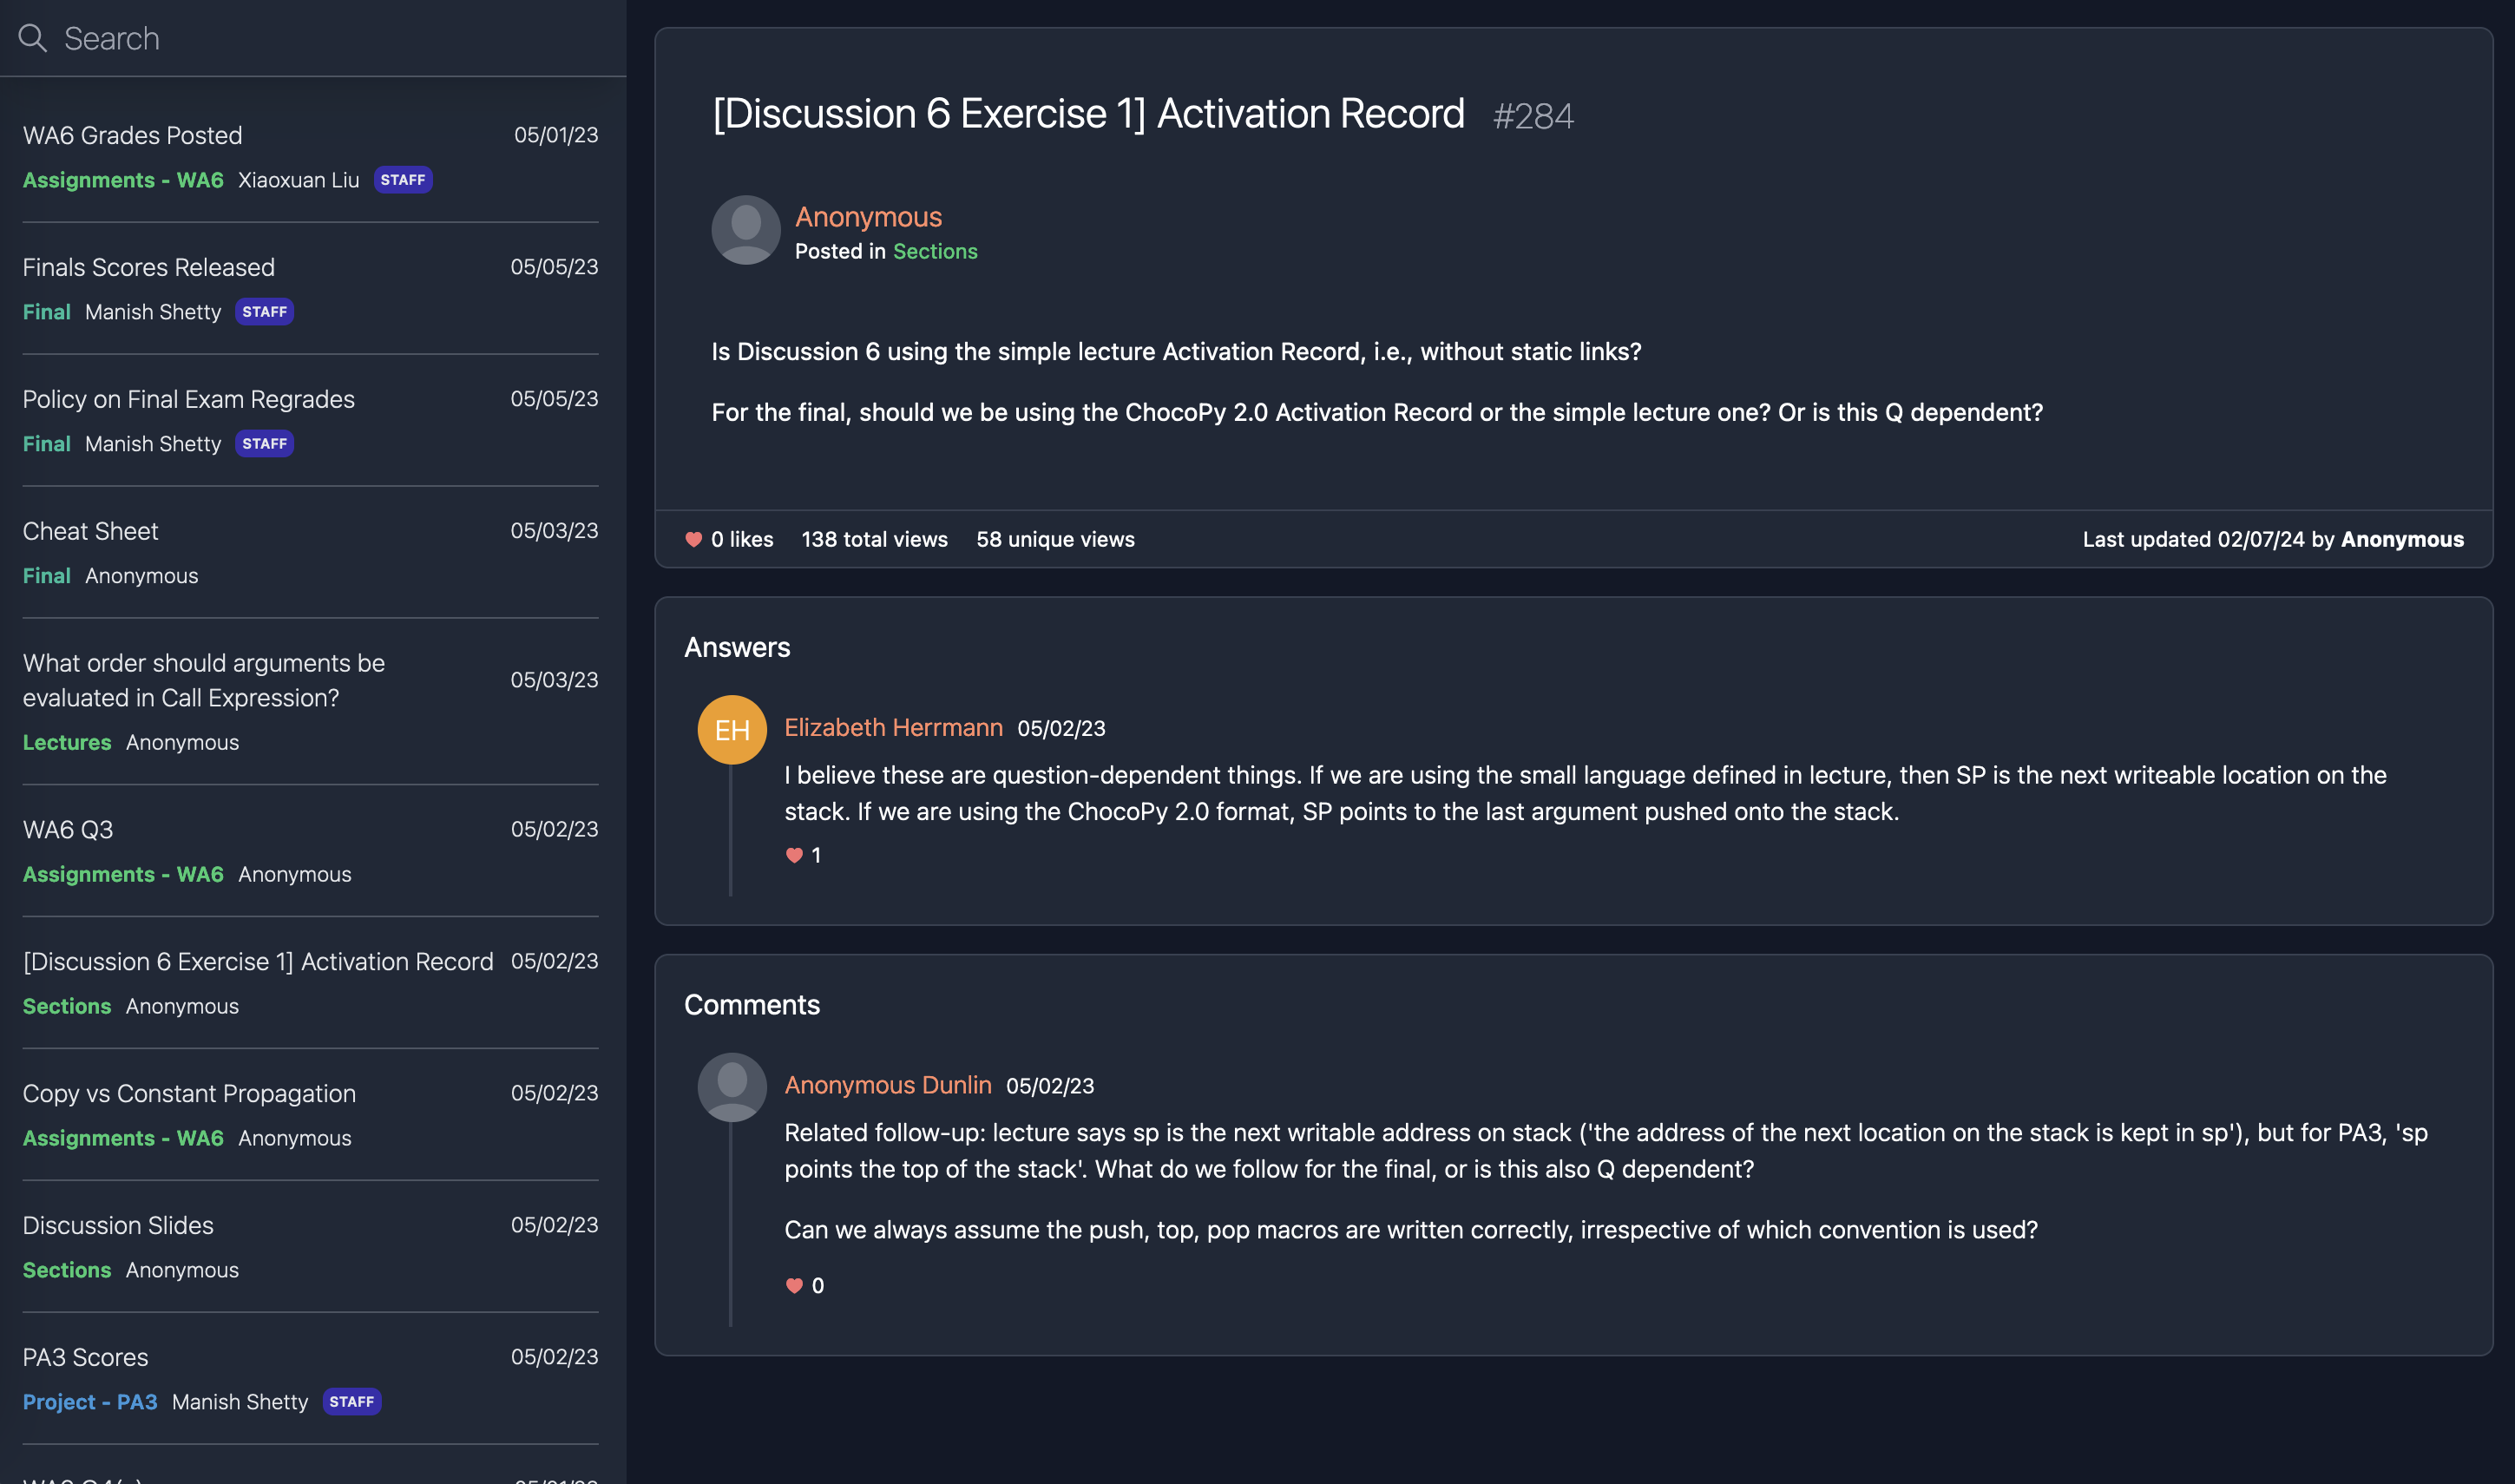 Search
WA6 Grades Posted 05/01/23
Assignments - WA6 Xiaoxuan Liu STAFF
Finals Scores Released 05/05/23
Final Manish Shetty STAFF
Policy on Final Exam Regrades 05/05/23
Final Manish Shetty STAFF
Cheat Sheet 05/03/23
Final Anonymous
What order should arguments be
evaluated in Call Expression? 05/03/23
Lectures Anonymous
WA6 Q3 05/02/23
Assignments - WA6 Anonymous
[Discussion 6 Exercise 1] Activation Record 05/02/23
Sections Anonymous
Copy vs Constant Propagation 05/02/23
Assignments - WA6 Anonymous
Discussion Slides 05/02/23
Sections Anonymous
PA3 Scores 05/02/23
Project - PA3 Manish Shetty STAFF
[Discussion 6 Exercise 1] Activation Record #284
Anonymous
Posted in Sections
Is Discussion 6 using the simple lecture Activation Record, i.e., without static links?
For the final, should we be using the ChocoPy 2.0 Activation Record or the simple lecture one? Or is this Q dependent?
0 likes 138 total views 58 unique views Last updated 02/07/24 by Anonymous
Answers
EH Elizabeth Herrmann 05/02/23
I believe these are question-dependent things. If we are using the small language defined in lecture, then SP is the next writeable location on the
stack. If we are using the ChocoPy 2.0 format, SP points to the last argument pushed onto the stack.
1
Comments
Anonymous Dunlin 05/02/23
Related follow-up: lecture says sp is the next writable address on stack ('the address of the next location on the stack is kept in sp'), but for PA3, 'sp
points the top of the stack'. What do we follow for the final, or is this also Q dependent?
Can we always assume the push, top, pop macros are written correctly, irrespective of which convention is used?
0